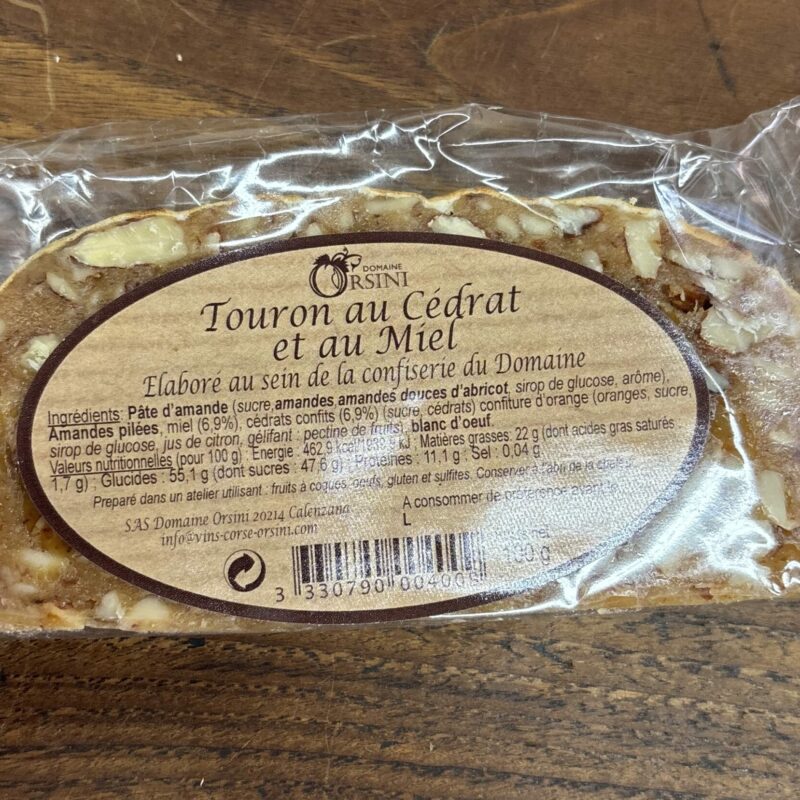 DOMAINE
ORSINI
Touron au Cédrat
et au Miel
Elaboré au sein de la confiserie du Domaine
Ingrédients: Pâte d'amande (sucre, amandes, amandes douces d'abricot, sirop de glucose, arôme),
Amandes pilées, miel (6,9%), cédrats confits (6,9%) (sucre, cédrats) confiture d'orange (oranges, sucre,
sirop de glucose, jus de citron, gélifant : pectine de fruits), blanc d'oeuf.
Valeurs nutritionnelles (pour 100 g) : Energie : 462,9 kcal / kJ : Matières grasses: 22 g (dont acides gras saturés :
1,7 g) : Glucides : 55,1 g (dont sucres : 47,6 g) : Protéines : 11,1 g : Sel : 0,04 g.
Preparé dans un atelier utilisant : fruits à coques, oeufs, gluten et sulfites. Conserver à l'abri de la
SAS Domaine Orsini 20214 Calenzana
info@vins-corse-orsini.com
A consommer de préférence avant le
L
net
100 g
3 330790 004006